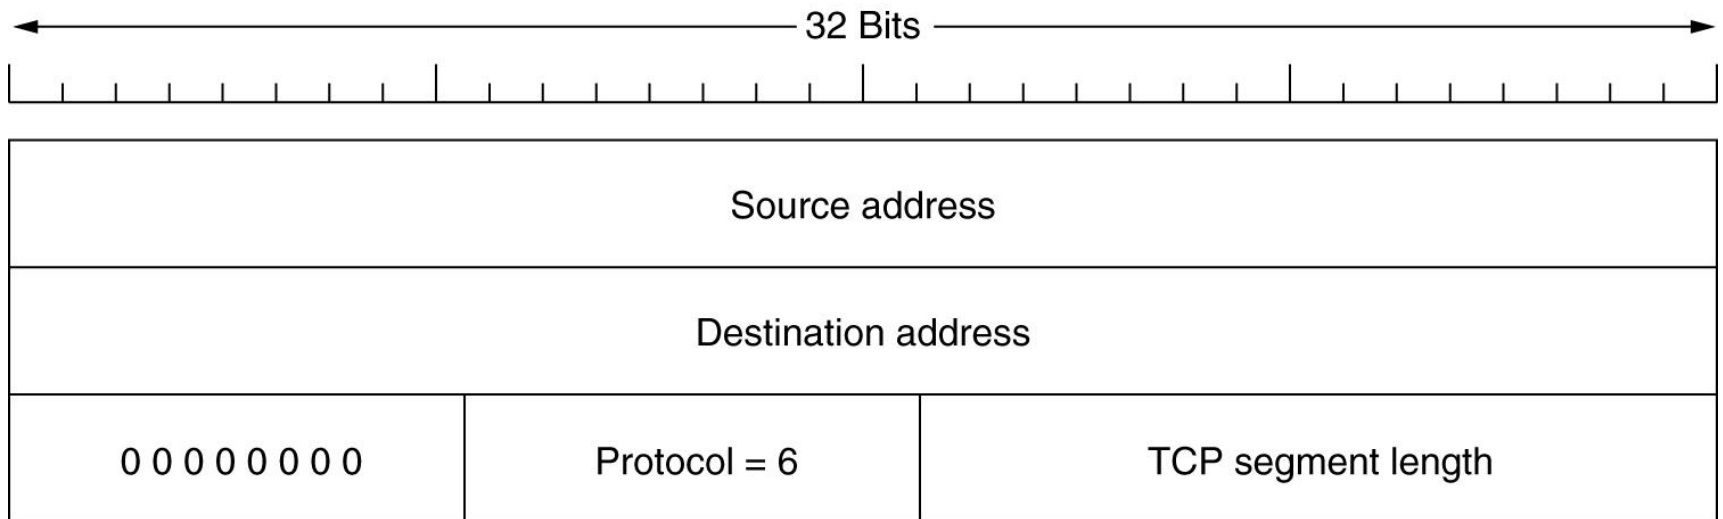 32 Bits
Source address
Destination address
0 0 0 0 0 0 0 0 Protocol = 6 TCP segment length